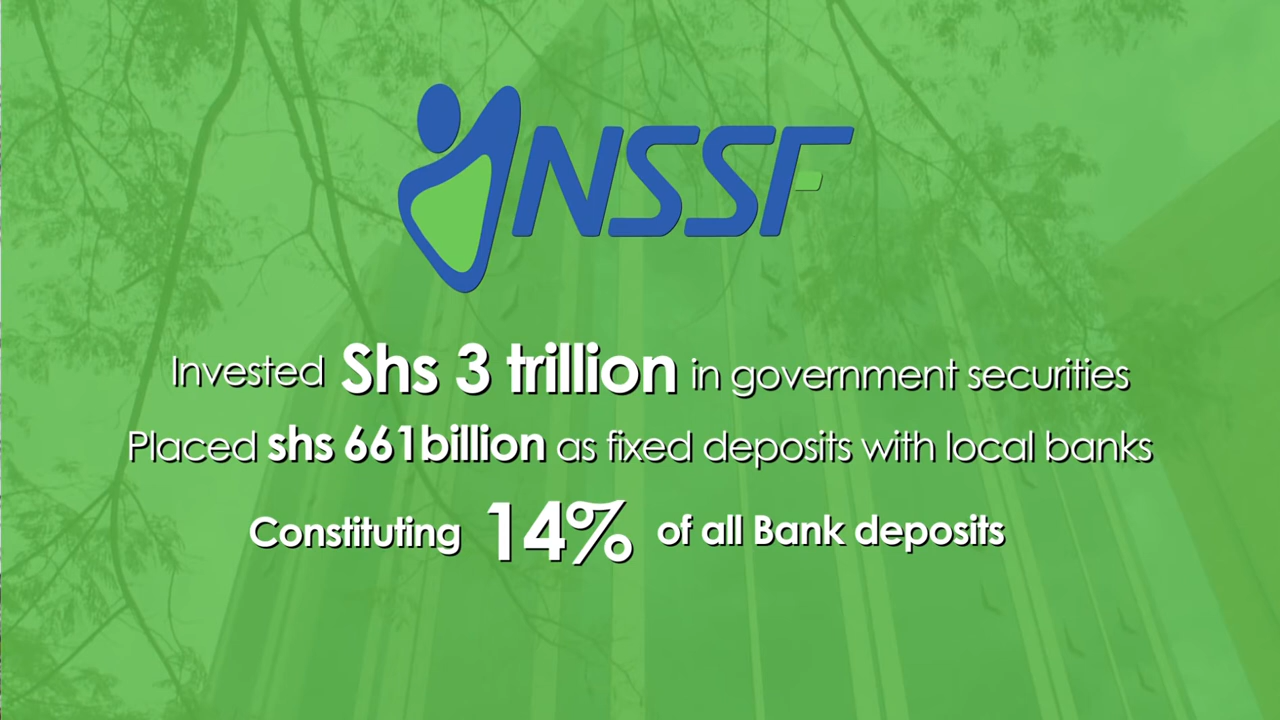 NSSF
Invested Shs 3 trillion in government securities
Placed shs 661billion as fixed deposits with local banks
Constituting 14% of all Bank deposits